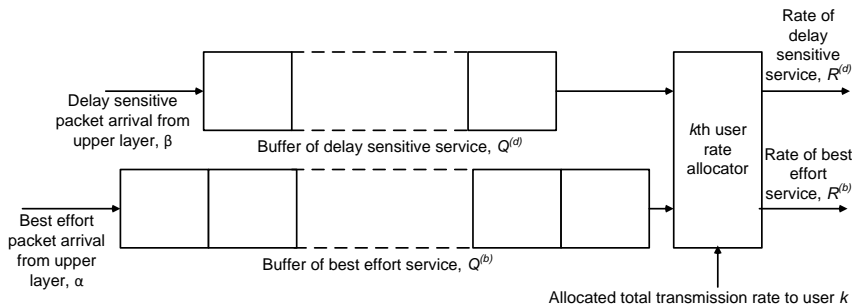 Delay sensitive
packet arrival from
upper layer, β
Buffer of delay sensitive service, Q(d)
Best effort
packet arrival
from upper
layer, α
Buffer of best effort service, Q(b)
kth user
rate
allocator
Rate of
delay
sensitive
service, R(d)
Rate of best
effort
service, R(b)
Allocated total transmission rate to user k